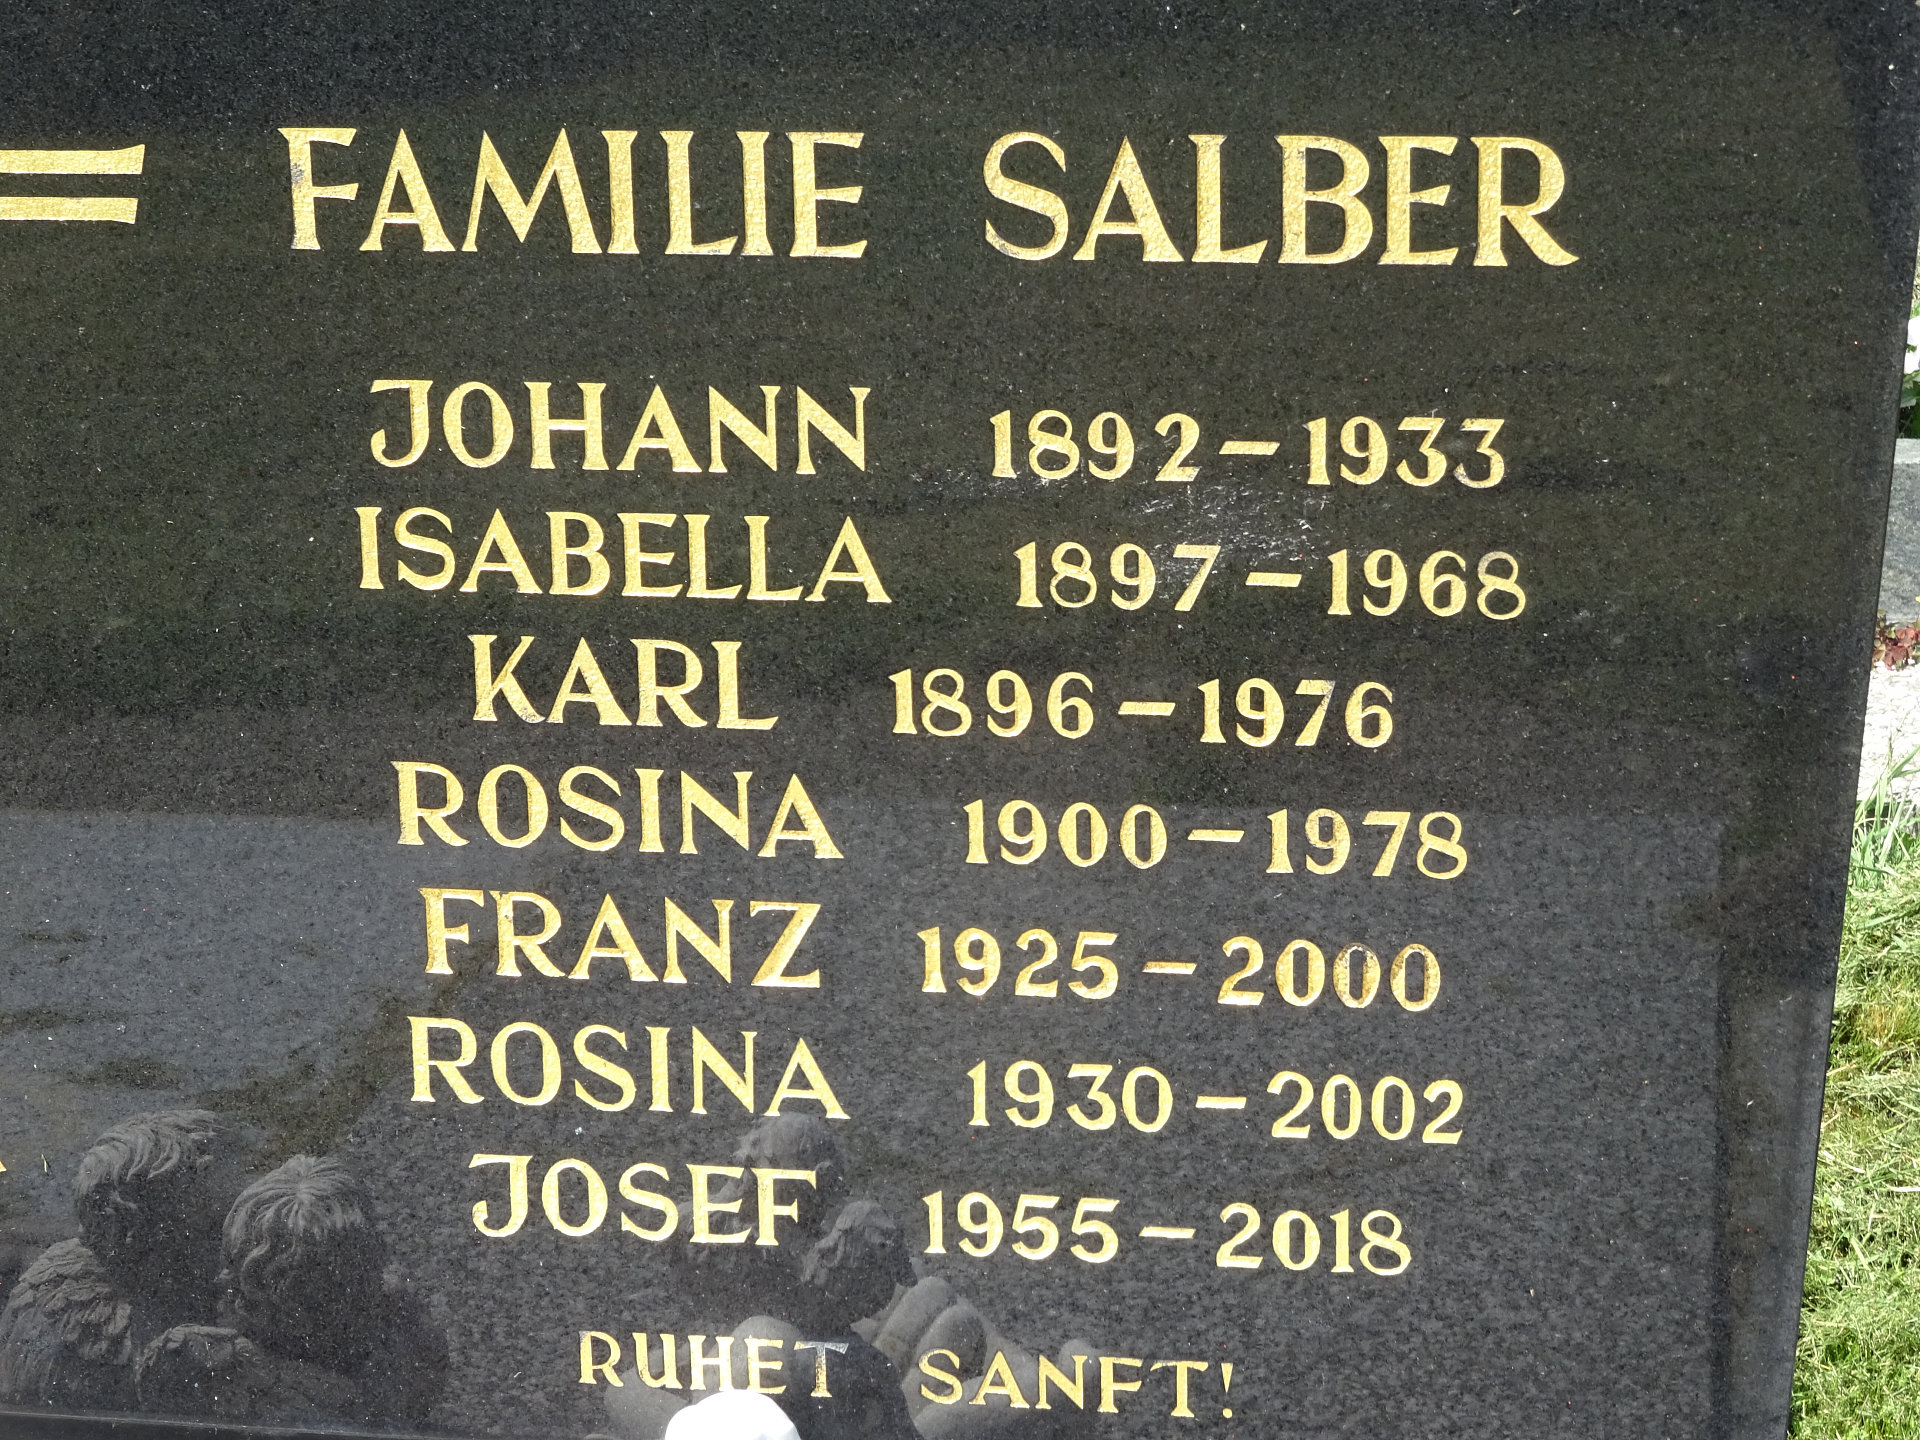 = FAMILIE SALBER
JOHANN 1892-1933
ISABELLA 1897-1968
KARL 1896-1976
ROSINA 1900-1978
FRANZ 1925-2000
ROSINA 1930-2002
JOSEF 1955-2018
RUHET SANFT!